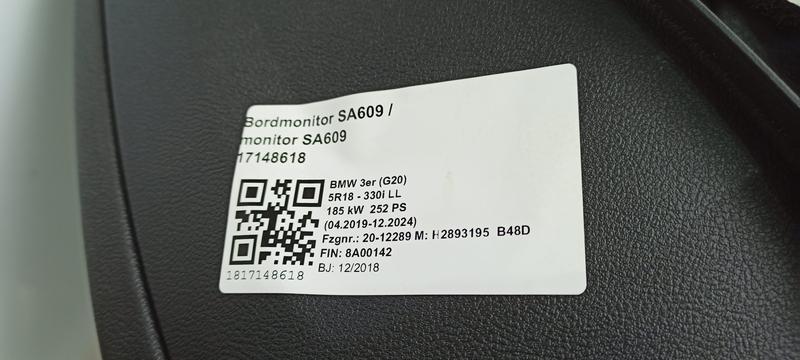 Bordmonitor SA609 /
monitor SA609
17148618
BMW 3er (G20)
5R18 - 330i LL
185 kW 252 PS
(04.2019-12.2024)
Fzgnr.: 20-12289 M: H2893195 B48D
FIN: 8A00142
BJ: 12/2018
1817148618